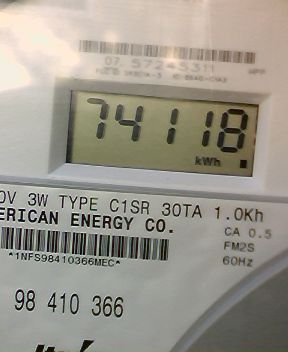 07 57245311
74118
kWh
0V 3W TYPE C1SR 30TA 1.0Kh
ERICAN ENERGY CO.
CA 0.5
FM2S
*1NFS98410366MEC*
60Hz
98 410 366